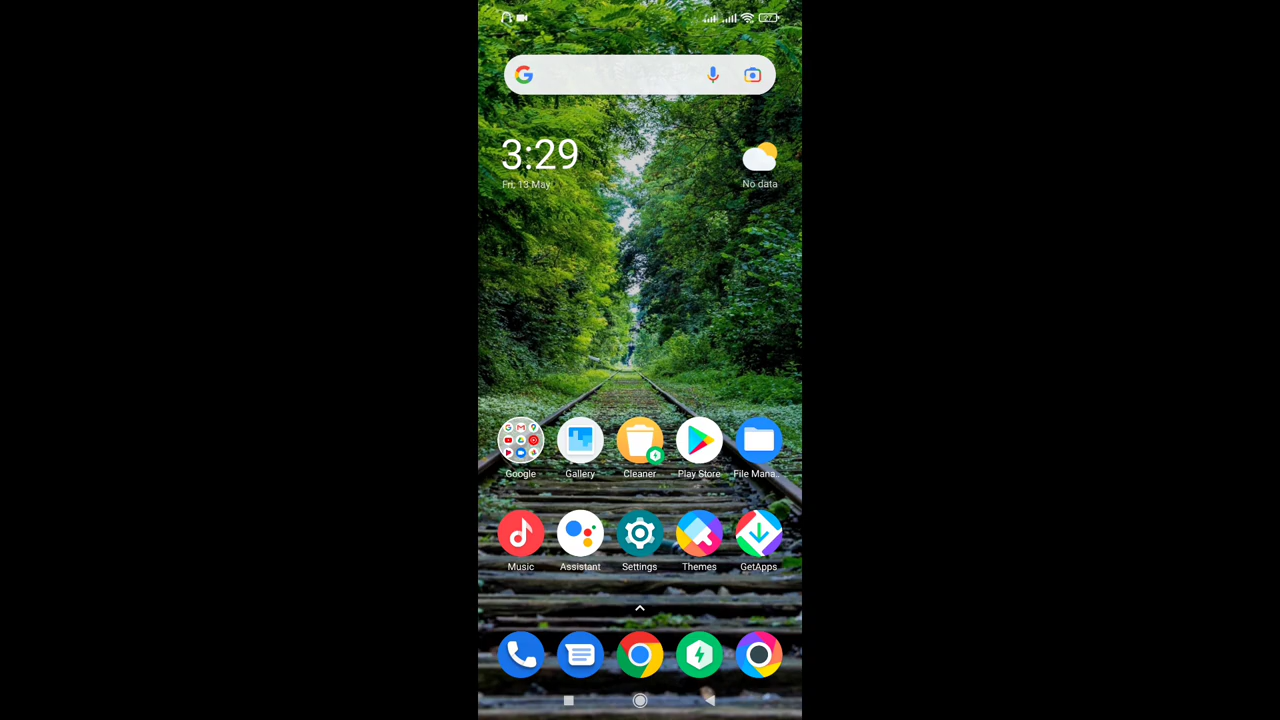 27
3:29
Fri, 13 May
No data
Google
Gallery
Cleaner
Play Store
File Mana..
Music
Assistant
Settings
Themes
GetApps